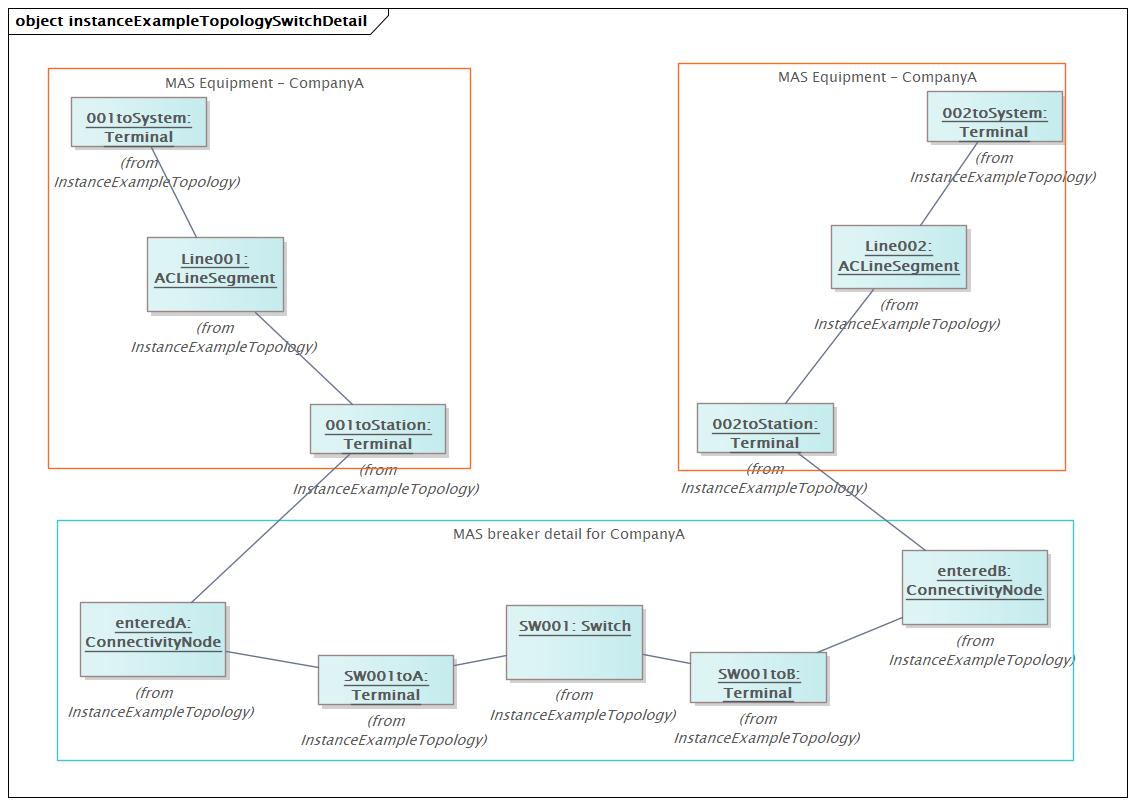 object instanceExampleTopologySwitchDetail
MAS Equipment - CompanyA
001toSystem:
Terminal
(from
InstanceExampleTopology)
Line001:
ACLineSegment
(from
InstanceExampleTopology)
001toStation:
Terminal
(from
InstanceExampleTopology)
MAS Equipment - CompanyA
002toSystem:
Terminal
(from
InstanceExampleTopology)
Line002:
ACLineSegment
(from
InstanceExampleTopology)
002toStation:
Terminal
(from
InstanceExampleTopology)
MAS breaker detail for CompanyA
enteredA:
ConnectivityNode
(from
InstanceExampleTopology)
SW001toA:
Terminal
(from
InstanceExampleTopology)
SW001: Switch
(from
InstanceExampleTopology)
SW001toB:
Terminal
(from
InstanceExampleTopology)
enteredB:
ConnectivityNode
(from
InstanceExampleTopology)